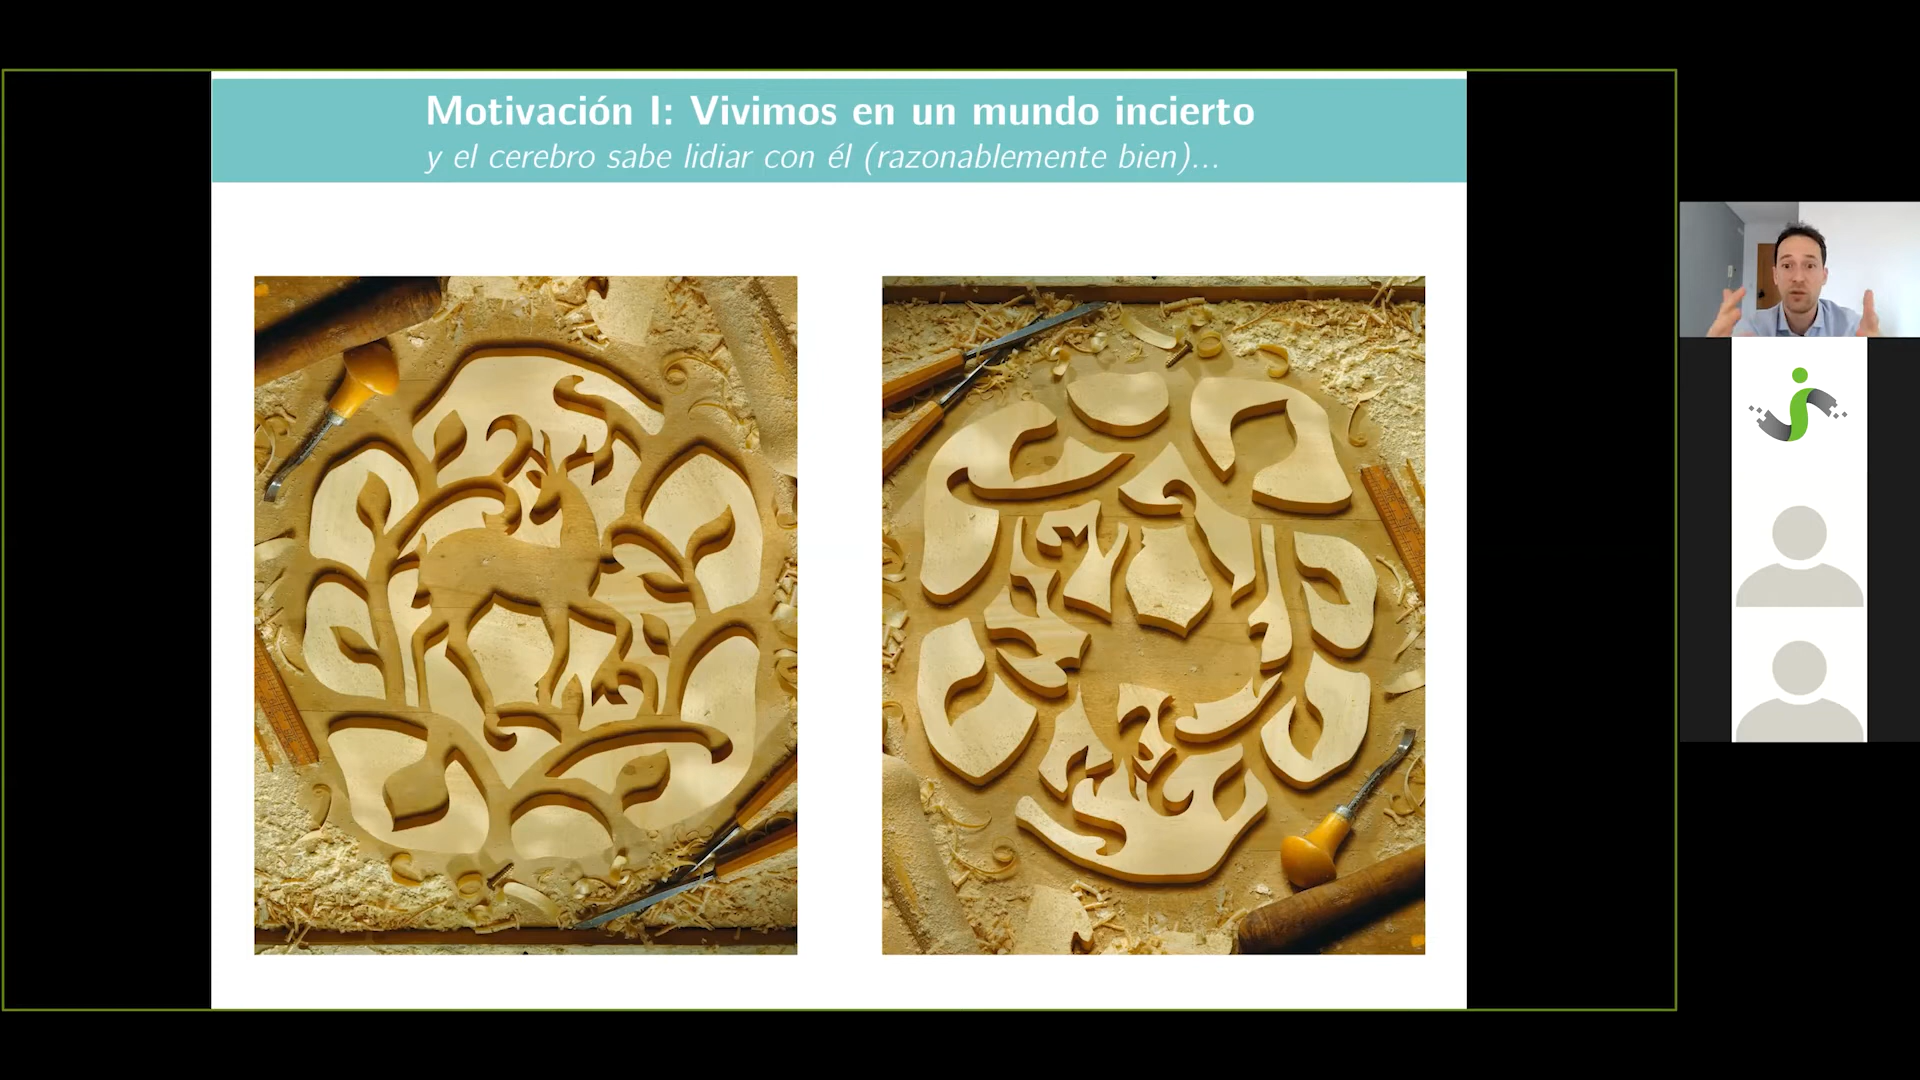 Motivación I: Vivimos en un mundo incierto
y el cerebro sabe lidiar con él (razonablemente bien)...